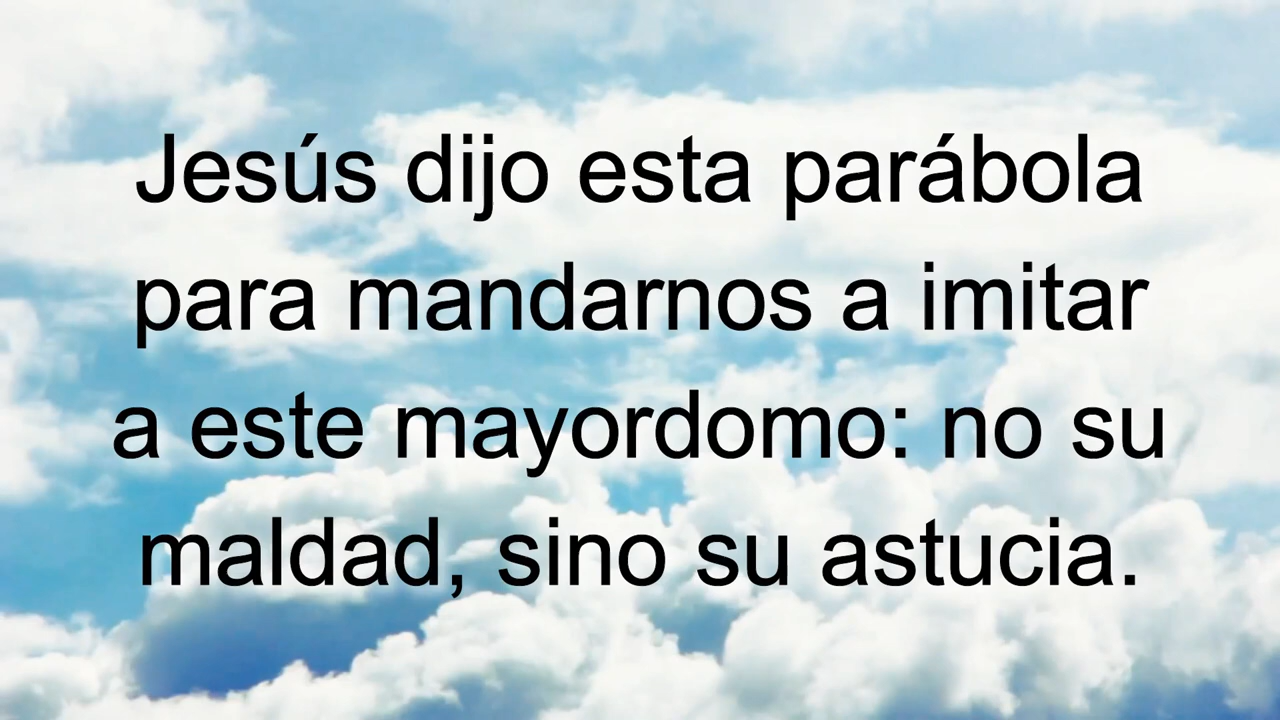 Jesús dijo esta parábola
para mandarnos a imitar
a este mayordomo: no su
maldad, sino su astucia.